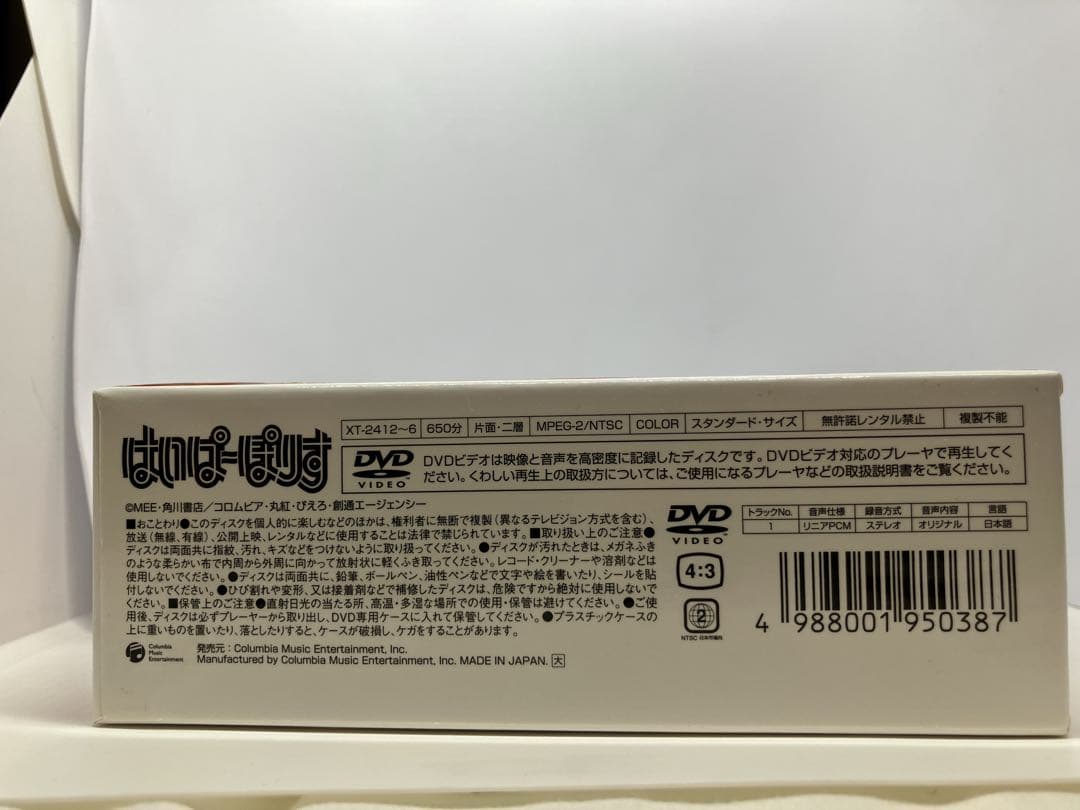 はいぱーぽりす
XT-2412～6 650分 片面・二層 MPEG-2/NTSC COLOR スタンダード・サイズ 無許諾レンタル禁止 複製不能
DVD VIDEO
DVDビデオは映像と音声を高密度に記録したディスクです。DVDビデオ対応のプレーヤで再生してく
ださい。くわしい再生上の取扱方については、ご使用になるプレーヤなどの取扱説明書をご覧ください。
©MEE・角川書店／コロムビア・丸紅・ぴえろ・創通エージェンシー
■おことわり●このディスクを個人的に楽しむなどのほかは、権利者に無断で複製（異なるテレビジョン方式を含む）、
放送（無線、有線）、公開上映、レンタルなどに使用することは法律で禁じられています。■取り扱い上のご注意●
ディスクは両面共に指紋、汚れ、キズなどをつけないように取り扱ってください。●ディスクが汚れたときは、メガネふき
のような柔らかい布で内周から外周に向かって放射状に軽くふき取ってください。レコード・クリーナーや溶剤などは
使用しないでください。●ディスクは両面共に、鉛筆、ボールペン、油性ペンなどで文字や絵を書いたり、シールを貼
付しないでください。●ひび割れや変形、又は接着剤などで補修したディスクは、危険ですから絶対に使用しないで
ください。■保管上のご注意●直射日光の当たる所、高温・多湿な場所での使用・保管は避けてください。●ご使
用後、ディスクは必ずプレーヤーから取り出し、DVD専用ケースに入れて保管してください。●プラスチックケースの
上に重いものを置いたり、落としたりすると、ケースが破損し、ケガをすることがあります。
Columbia
Music
Entertainment
発売元：Columbia Music Entertainment, Inc.
Manufactured by Columbia Music Entertainment, Inc. MADE IN JAPAN. 大
DVD
VIDEO
4:3
2
NTSC 日本市場向
トラックNo. 音声仕様 録音方式 音声内容 言語
1 リニアPCM ステレオ オリジナル 日本語
4 988001 950387